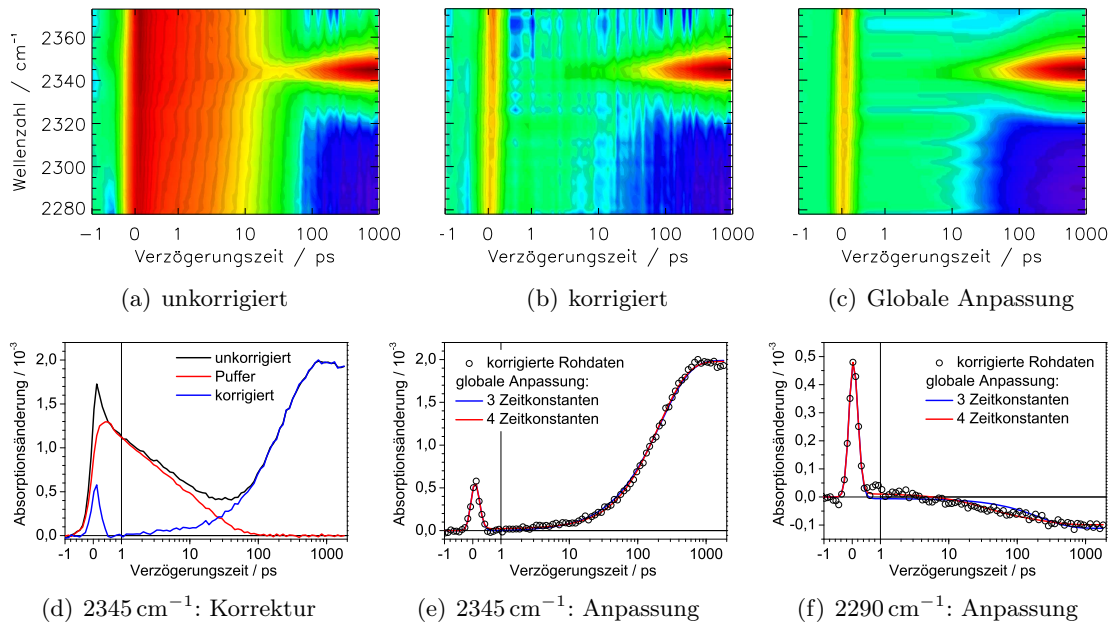 2360
2340
2320
2300
2280
Wellenzahl / cm⁻¹
-1 0 1 10 100 1000
Verzögerungszeit / ps
(a) unkorrigiert
-1 0 1 10 100 1000
Verzögerungszeit / ps
(b) korrigiert
-1 0 1 10 100 1000
Verzögerungszeit / ps
(c) Globale Anpassung
Absorptionsänderung / 10⁻³
2,0
1,5
1,0
0,5
0,0
unkorrigiert
Puffer
korrigiert
-1 0 1 10 100 1000
Verzögerungszeit / ps
(d) 2345 cm⁻¹: Korrektur
Absorptionsänderung / 10⁻³
2,0
1,5
1,0
0,5
0,0
korrigierte Rohdaten
globale Anpassung:
3 Zeitkonstanten
4 Zeitkonstanten
-1 0 1 10 100 1000
Verzögerungszeit / ps
(e) 2345 cm⁻¹: Anpassung
Absorptionsänderung / 10⁻³
0,5
0,4
0,3
0,2
0,1
0,0
-0,1
korrigierte Rohdaten
globale Anpassung:
3 Zeitkonstanten
4 Zeitkonstanten
-1 0 1 10 100 1000
Verzögerungszeit / ps
(f) 2290 cm⁻¹: Anpassung